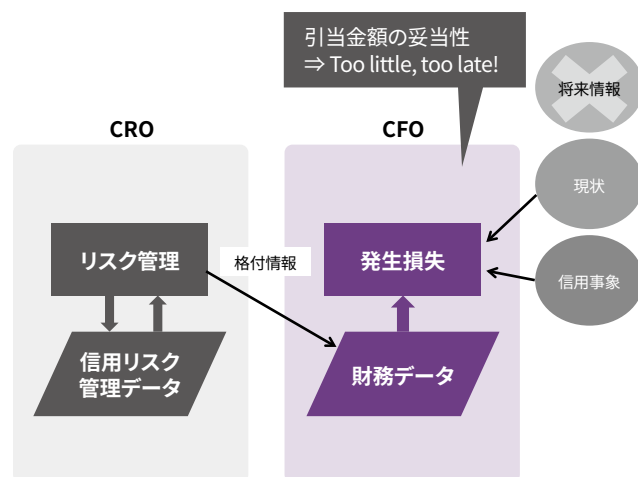 引当金額の妥当性
⇒ Too little, too late!
将来情報
CRO
CFO
現状
リスク管理
格付情報
発生損失
信用事象
信用リスク
管理データ
財務データ